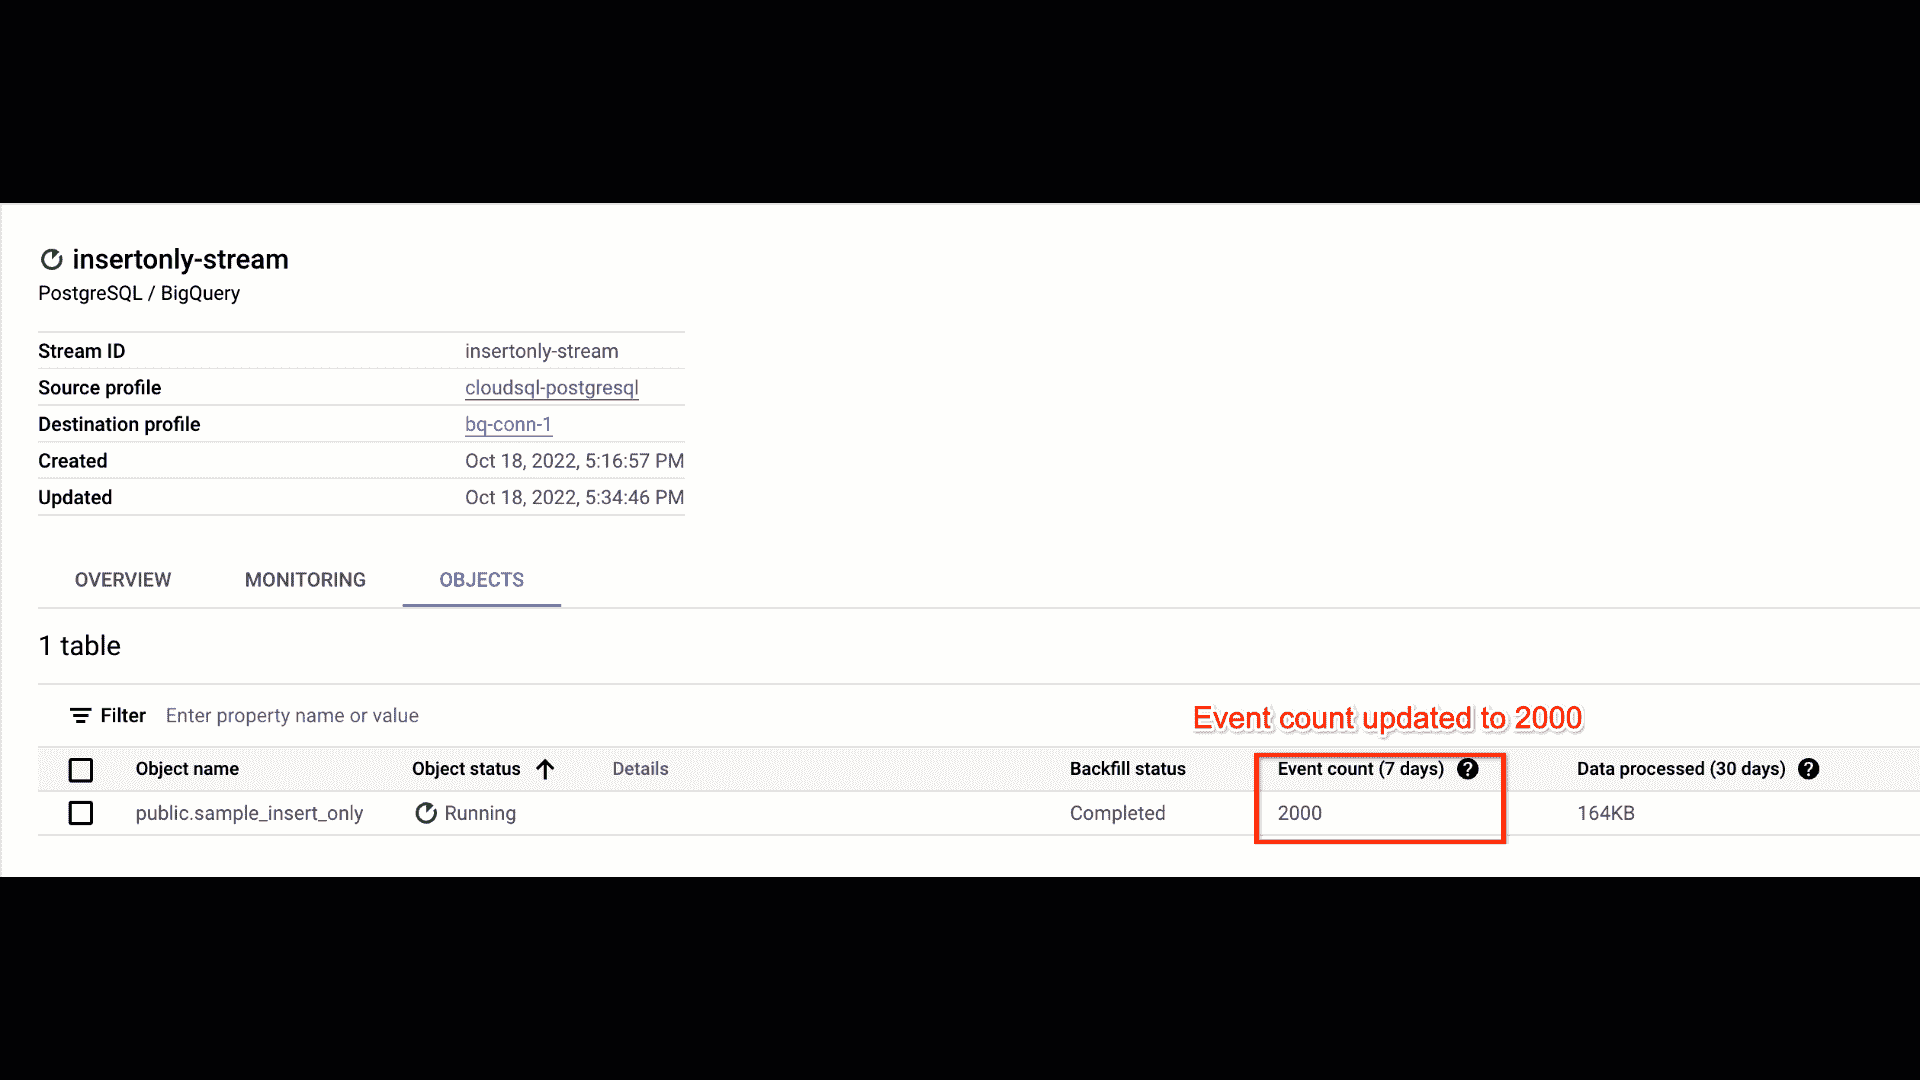 insertonly-stream
PostgreSQL / BigQuery
Stream ID insertonly-stream
Source profile cloudsql-postgresql
Destination profile bq-conn-1
Created Oct 18, 2022, 5:16:57 PM
Updated Oct 18, 2022, 5:34:46 PM
OVERVIEW MONITORING OBJECTS
1 table
Filter Enter property name or value
Event count updated to 2000
Object name Object status Details Backfill status Event count (7 days) ? Data processed (30 days) ?
public.sample_insert_only Running Completed 2000 164KB